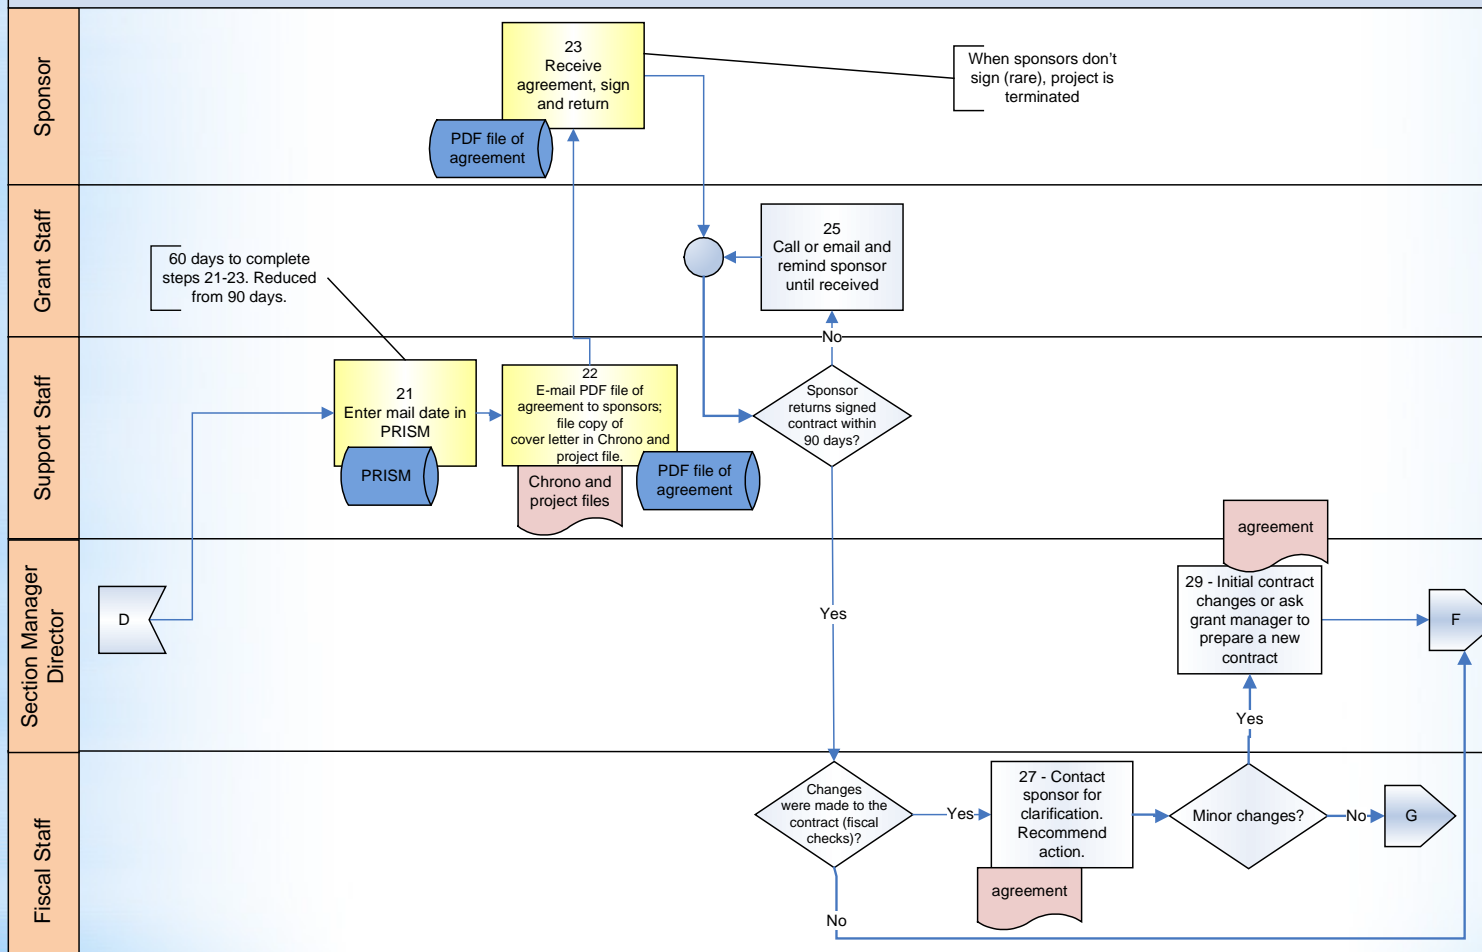 Sponsor
23
Receive
agreement, sign
and return
PDF file of
agreement
When sponsors don't
sign (rare), project is
terminated
Grant Staff
60 days to complete
steps 21-23. Reduced
from 90 days.
25
Call or email and
remind sponsor
until received
No
Support Staff
21
Enter mail date in
PRISM
PRISM
22
E-mail PDF file of
agreement to sponsors;
file copy of
cover letter in Chrono and
project file.
Chrono and
project files
PDF file of
agreement
Sponsor
returns signed
contract within
90 days?
Yes
Section Manager
Director
D
agreement
29 - Initial contract
changes or ask
grant manager to
prepare a new
contract
F
Yes
Fiscal Staff
Changes
were made to the
contract (fiscal
checks)?
Yes
27 - Contact
sponsor for
clarification.
Recommend
action.
agreement
Minor changes?
No
G
No